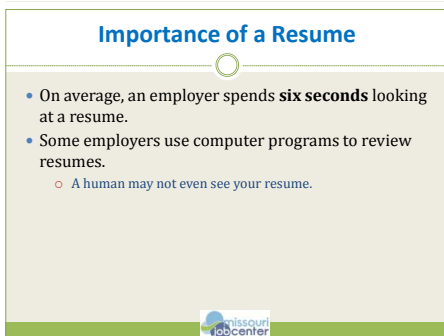 Importance of a Resume
• On average, an employer spends six seconds looking
at a resume.
• Some employers use computer programs to review
resumes.
○ A human may not even see your resume.
missouri
jobcenter